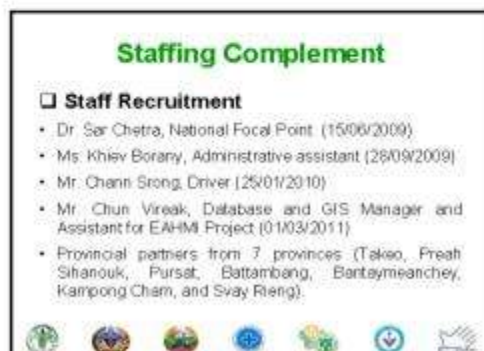 Staffing Complement
❑ Staff Recruitment
• Dr. Sar Chetra, National Focal Point (15/06/2009)
• Ms. Khiev Borany, Administrative assistant (28/09/2009)
• Mr. Chann Srong, Driver (25/01/2010)
• Mr. Chun Vireak, Database and GIS Manager and
Assistant for EAHMI Project (01/03/2011)
• Provincial partners from 7 provinces (Takeo, Preah
Sihanouk, Pursat, Battambang, Banteaymeanchey,
Kampong Cham, and Svay Rieng).